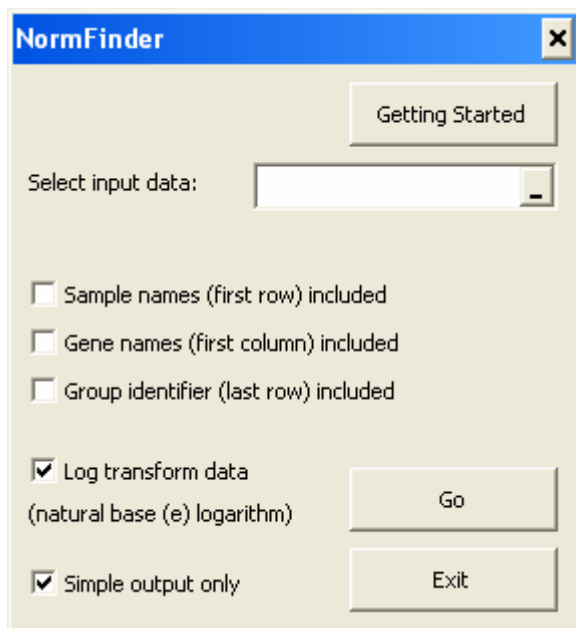 NormFinder
Getting Started
Select input data:
Sample names (first row) included
Gene names (first column) included
Group identifier (last row) included
Log transform data
(natural base (e) logarithm)
Go
Simple output only
Exit